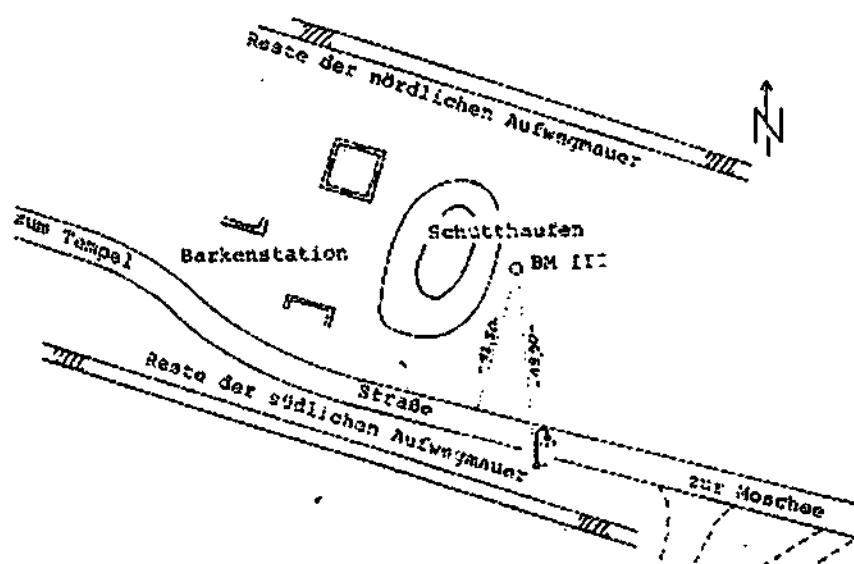 Reste der nördlichen Aufwegmauer
N
Schutthaufen
zum Tempel
Barkenstation
BM III
Straße
Reste der südlichen Aufwegmauer
zur Moschee